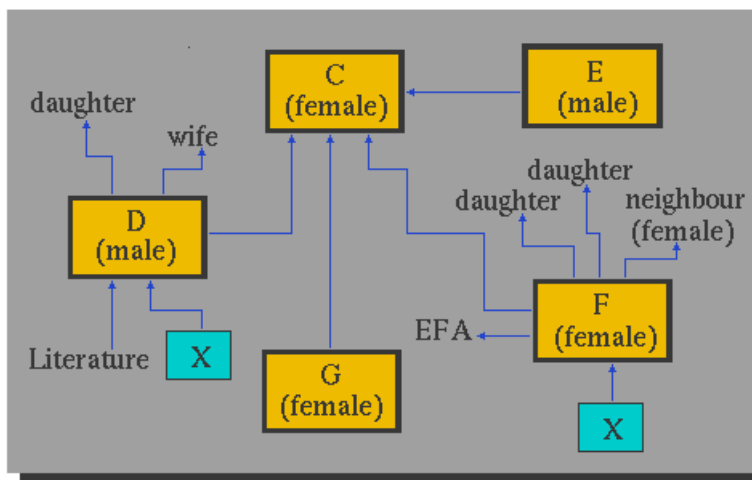 C
(female)
E
(male)
daughter
wife
daughter
daughter
neighbour
(female)
D
(male)
F
(female)
EFA
Literature
X
G
(female)
X